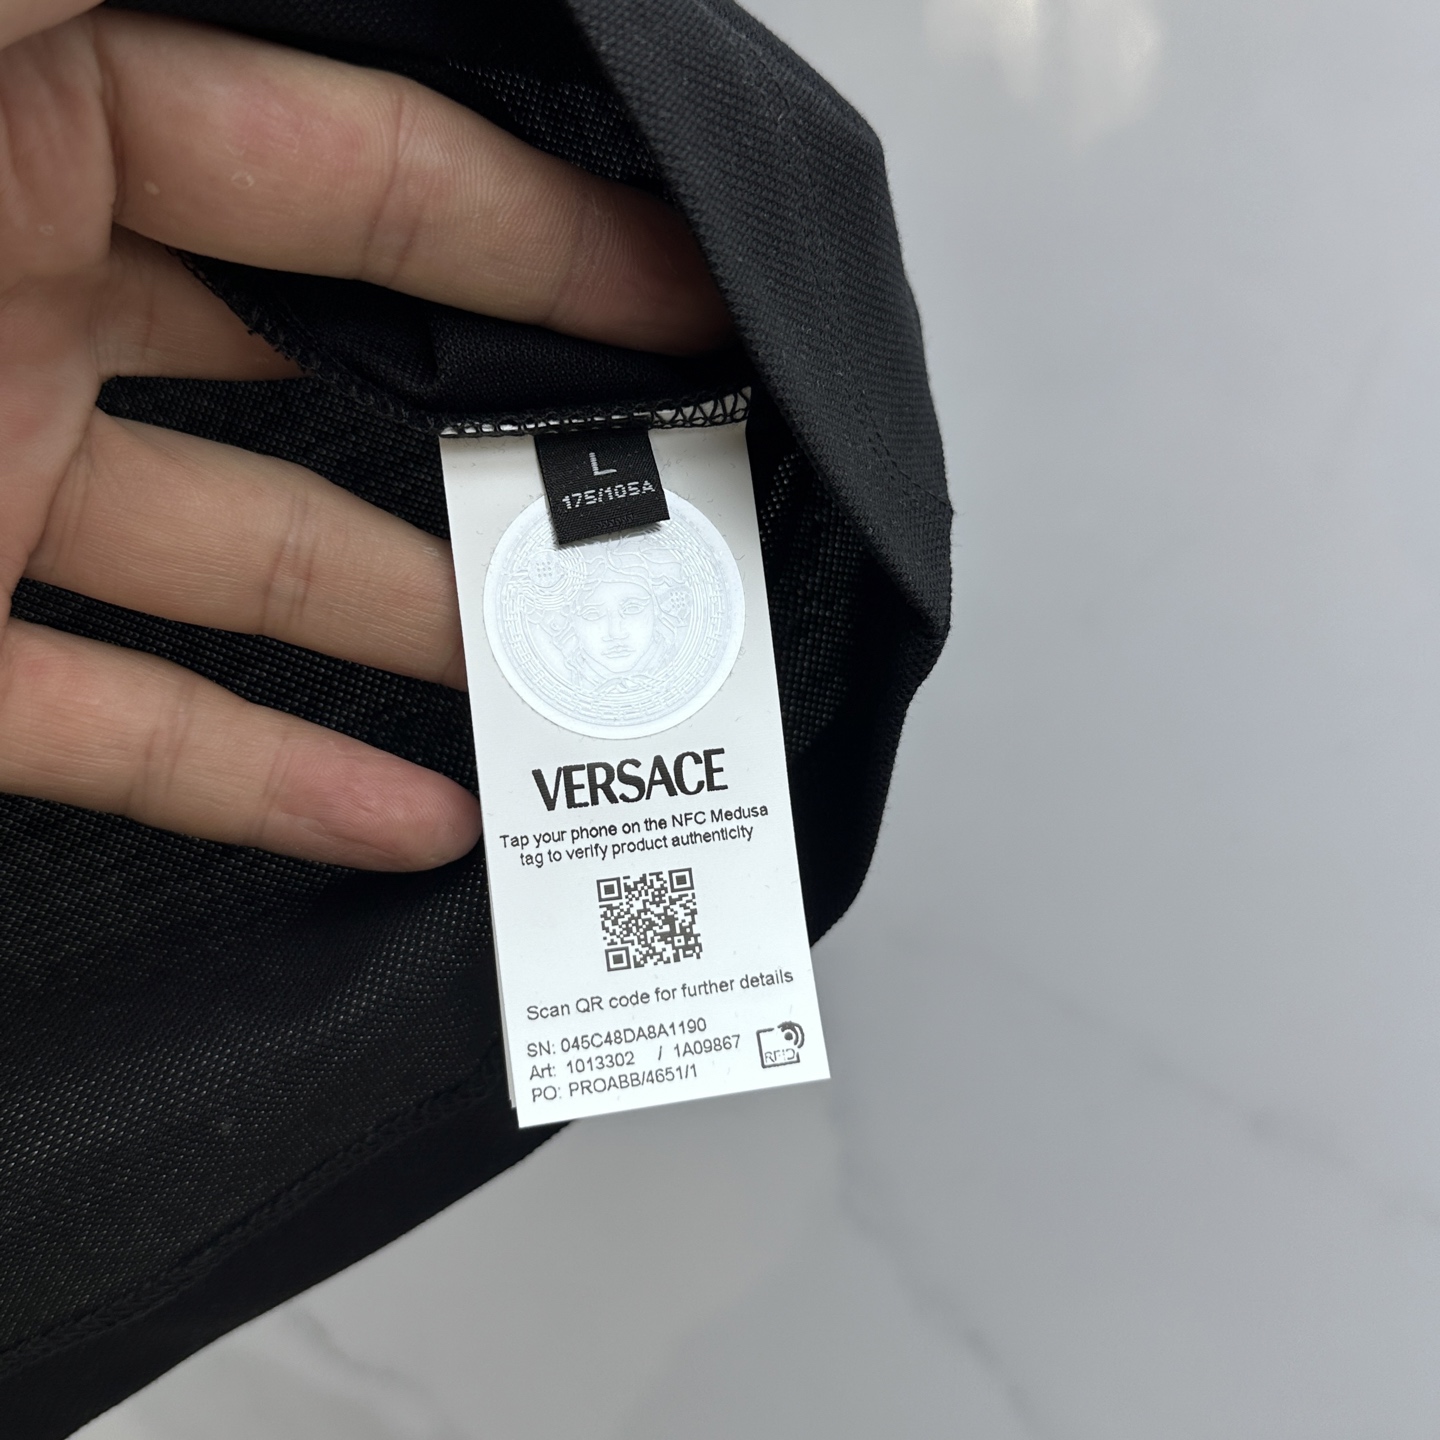 L
175/105A
VERSACE
Tap your phone on the NFC Medusa
tag to verify product authenticity
Scan QR code for further details
SN: 045C48DA8A1190
Art: 1013302 / 1A09867
PO: PROABB/4651/1
RFID